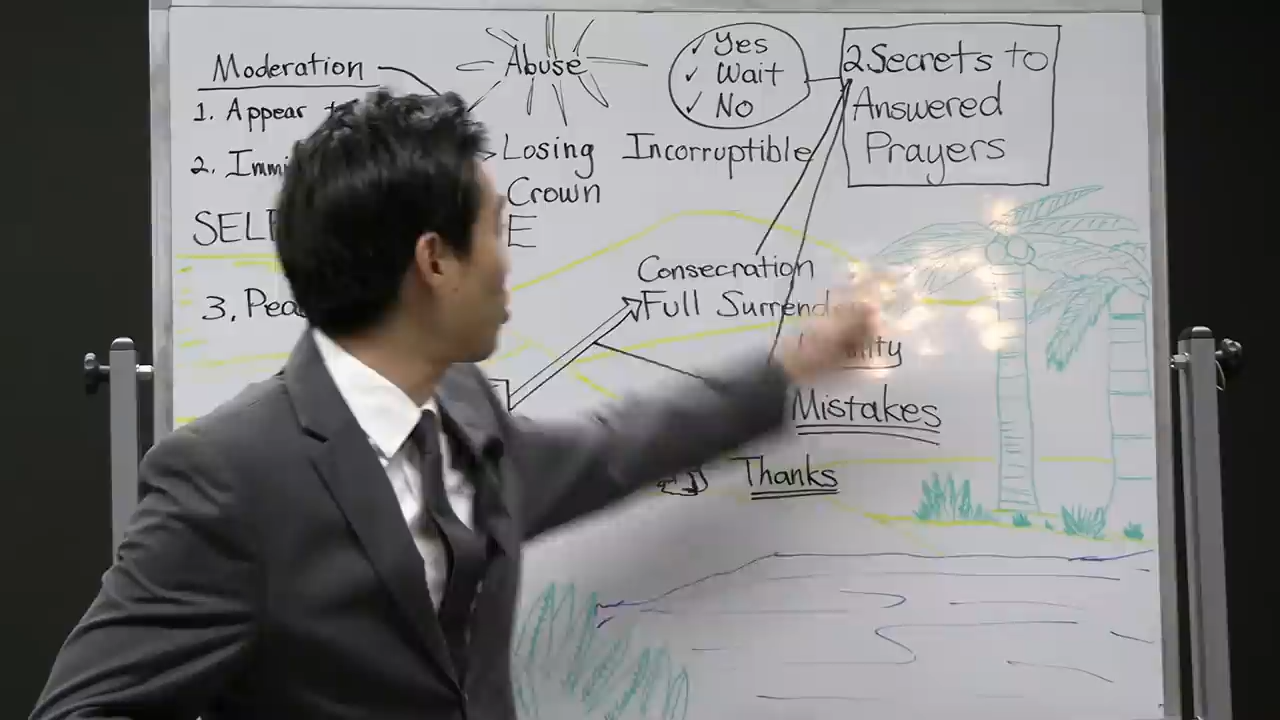 Moderation
1. Appear
2. Immi
SELF
3. Pea
Abuse
Losing
Crown
E
Incorruptible
✓ Yes
✓ Wait
✓ No
2 Secrets to
Answered
Prayers
Consecration
Full Surrend
Mistakes
Thanks